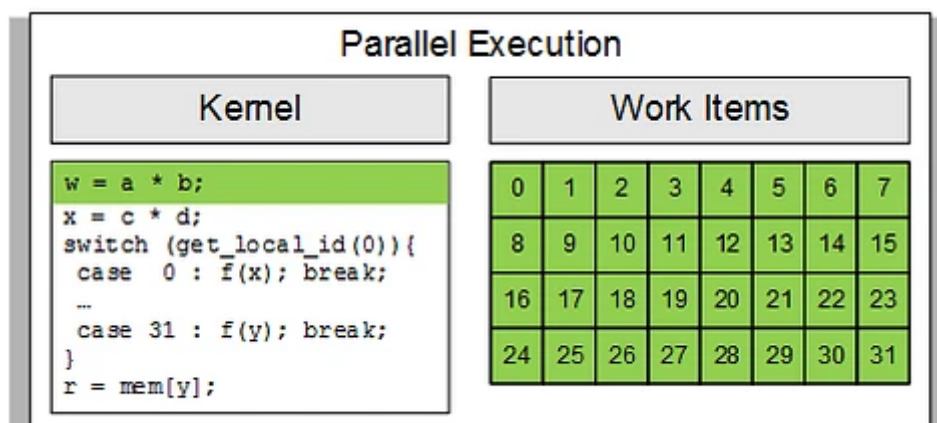 Parallel Execution
Kernel
Work Items
w = a * b;
x = c * d;
switch (get_local_id(0)){
case 0 : f(x); break;
…
case 31 : f(y); break;
}
r = mem[y];
0 1 2 3 4 5 6 7
8 9 10 11 12 13 14 15
16 17 18 19 20 21 22 23
24 25 26 27 28 29 30 31